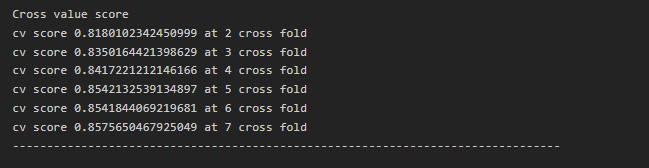 Cross value score
cv score 0.8180102342450999 at 2 cross fold
cv score 0.8350164421398629 at 3 cross fold
cv score 0.8417221212146166 at 4 cross fold
cv score 0.8542132539134897 at 5 cross fold
cv score 0.8541844069219681 at 6 cross fold
cv score 0.8575650467925049 at 7 cross fold
--------------------------------------------------------------------------------